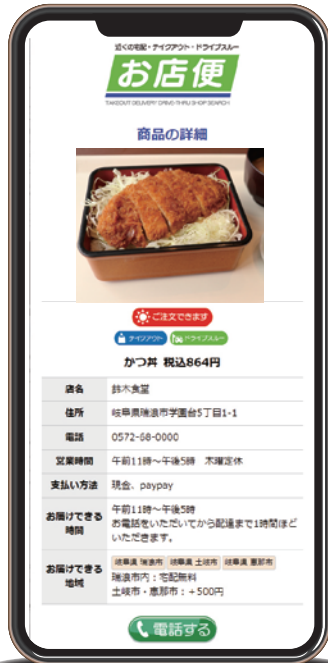 近くの宅配・テイクアウト・ドライブスルー
お店便
TAKEOUT DELIVERY DRIVE-THRU SHOP SEARCH
商品の詳細
ご注文できます
テイクアウト ドライブスルー
かつ丼 税込864円
店名 鈴木食堂
住所 岐阜県瑞浪市学園台5丁目1-1
電話 0572-68-0000
営業時間 午前11時～午後5時 木曜定休
支払い方法 現金、paypay
お届けできる
時間
午前11時～午後5時
お電話をいただいてから配達まで1時間ほど
いただきます。
お届けできる
地域
岐阜県 瑞浪市 岐阜県 土岐市 岐阜県 恵那市
瑞浪市内：宅配無料
土岐市・恵那市：＋500円
電話する